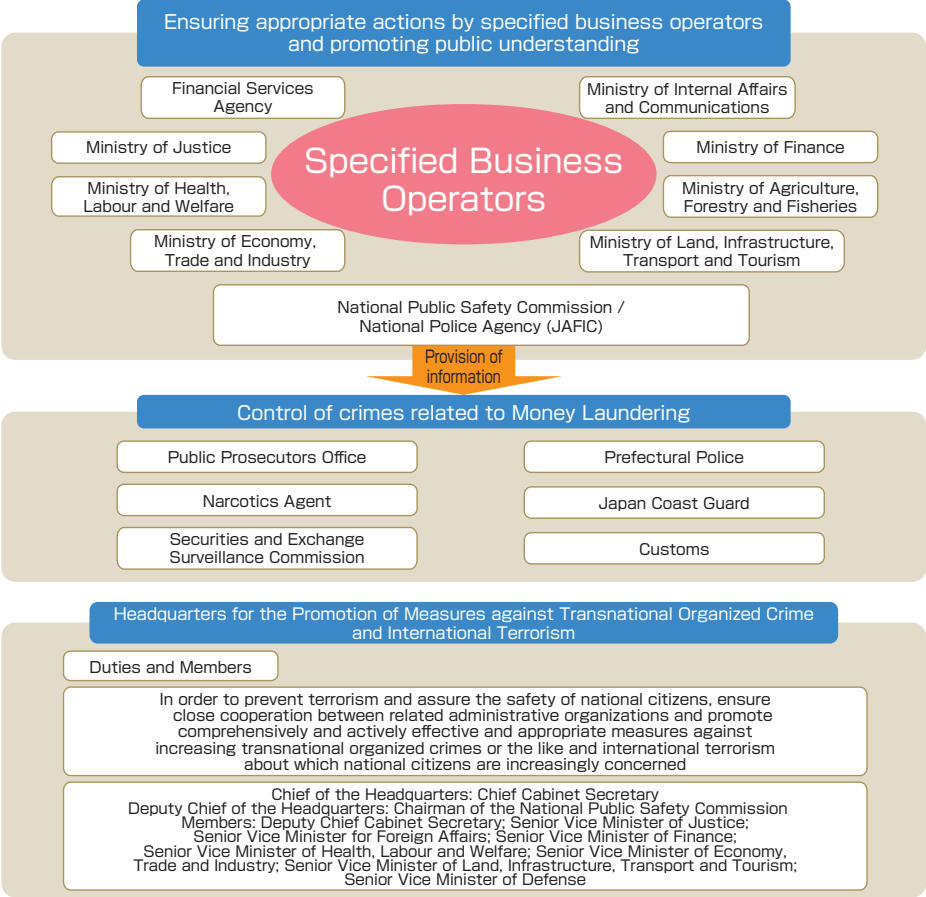 Ensuring appropriate actions by specified business operators
and promoting public understanding
Financial Services
Agency
Ministry of Internal Affairs
and Communications
Ministry of Justice
Specified Business
Operators
Ministry of Finance
Ministry of Health,
Labour and Welfare
Ministry of Agriculture,
Forestry and Fisheries
Ministry of Economy,
Trade and Industry
Ministry of Land, Infrastructure,
Transport and Tourism
National Public Safety Commission /
National Police Agency (JAFIC)
Provision of
information
Control of crimes related to Money Laundering
Public Prosecutors Office
Prefectural Police
Narcotics Agent
Japan Coast Guard
Securities and Exchange
Surveillance Commission
Customs
Headquarters for the Promotion of Measures against Transnational Organized Crime
and International Terrorism
Duties and Members
In order to prevent terrorism and assure the safety of national citizens, ensure
close cooperation between related administrative organizations and promote
comprehensively and actively effective and appropriate measures against
increasing transnational organized crimes or the like and international terrorism
about which national citizens are increasingly concerned
Chief of the Headquarters: Chief Cabinet Secretary
Deputy Chief of the Headquarters: Chairman of the National Public Safety Commission
Members: Deputy Chief Cabinet Secretary; Senior Vice Minister of Justice;
Senior Vice Minister for Foreign Affairs; Senior Vice Minister of Finance;
Senior Vice Minister of Health, Labour and Welfare; Senior Vice Minister of Economy,
Trade and Industry; Senior Vice Minister of Land, Infrastructure, Transport and Tourism;
Senior Vice Minister of Defense